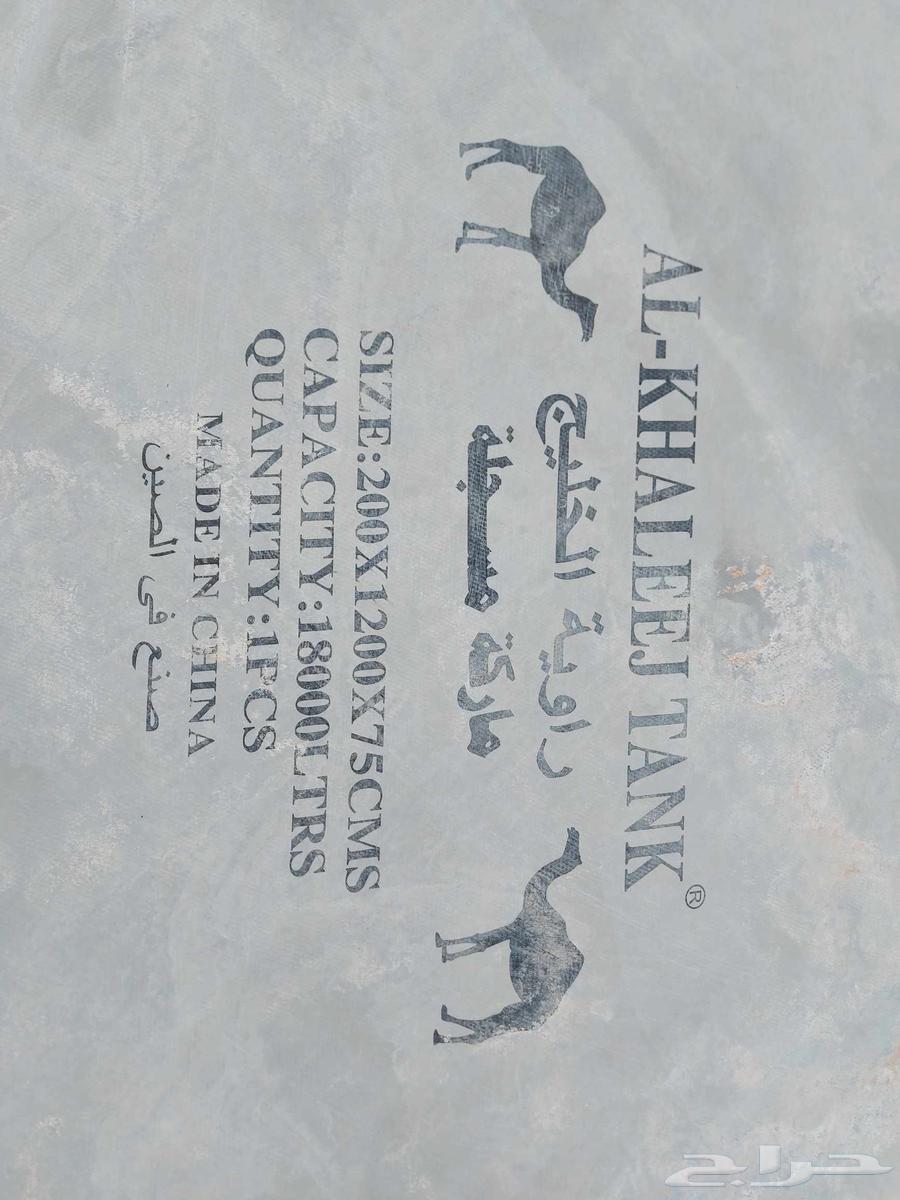 AL-KHALEEJ TANK®
راوية الخليج
ماركة مسجلة
SIZE:200X1200X75CMS
CAPACITY:18000LTRS
QUANTITY:1PCS
MADE IN CHINA
صنع فى الصين
حراج